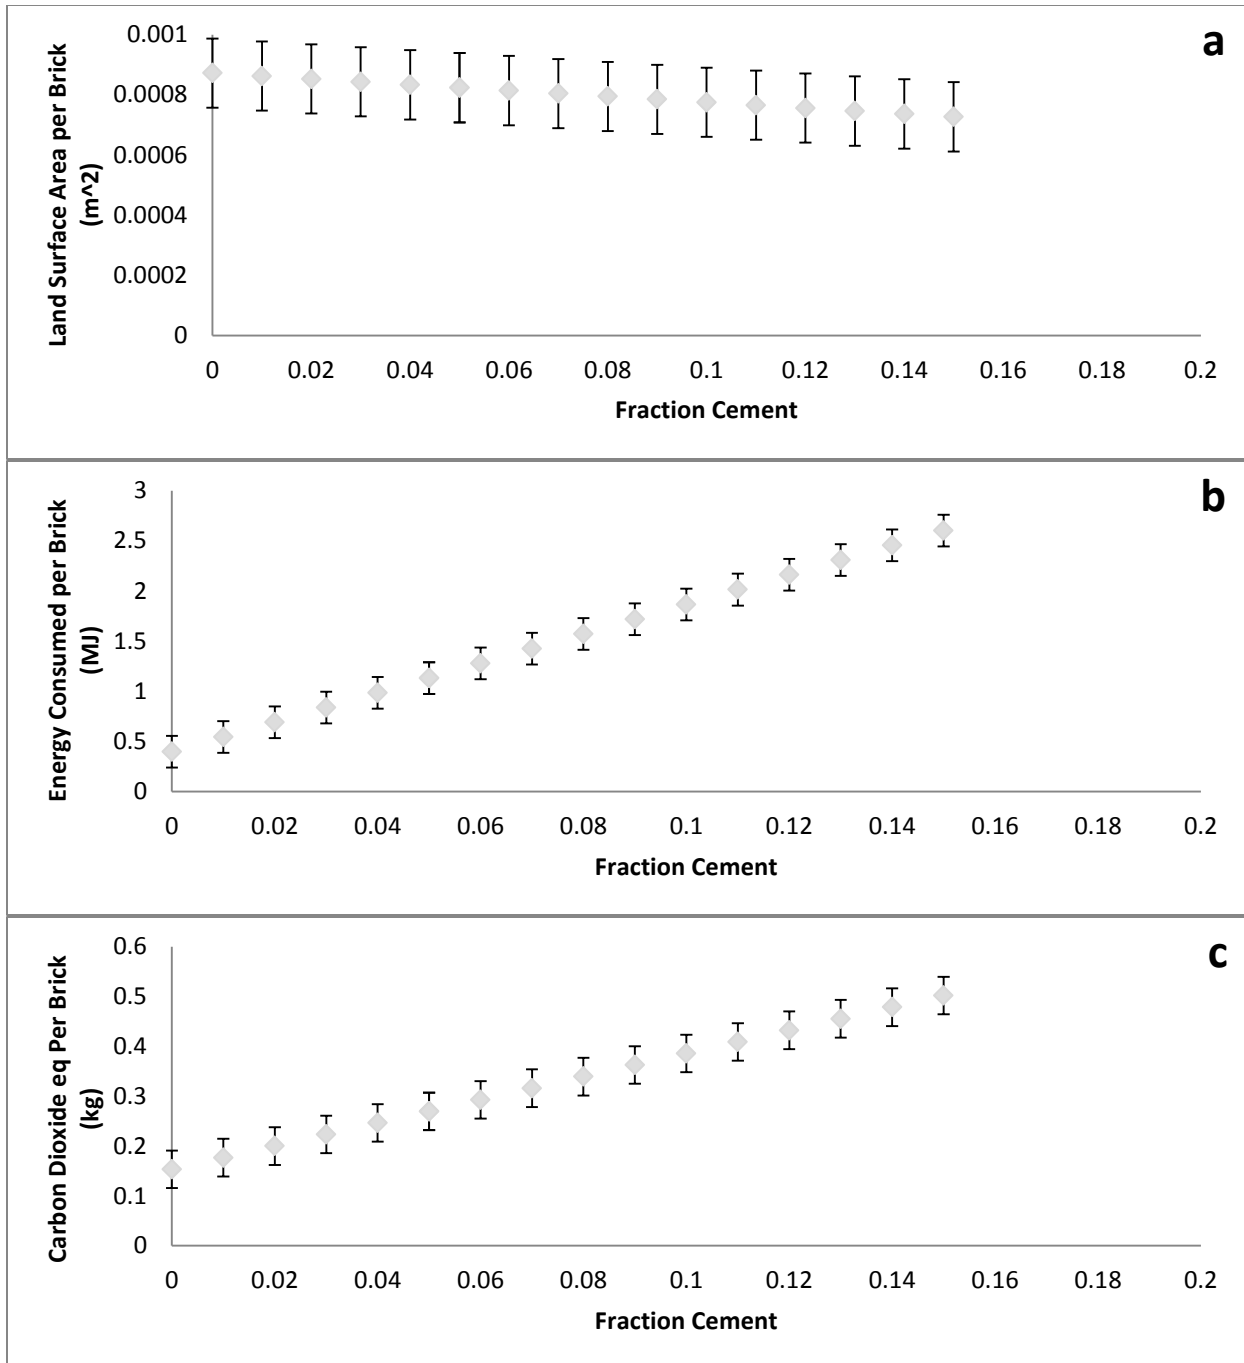 a
Land Surface Area per Brick
(m^2)
0.001
0.0008
0.0006
0.0004
0.0002
0
0 0.02 0.04 0.06 0.08 0.1 0.12 0.14 0.16 0.18 0.2
Fraction Cement
b
Energy Consumed per Brick
(MJ)
3
2.5
2
1.5
1
0.5
0
0 0.02 0.04 0.06 0.08 0.1 0.12 0.14 0.16 0.18 0.2
Fraction Cement
c
Carbon Dioxide eq Per Brick
(kg)
0.6
0.5
0.4
0.3
0.2
0.1
0
0 0.02 0.04 0.06 0.08 0.1 0.12 0.14 0.16 0.18 0.2
Fraction Cement